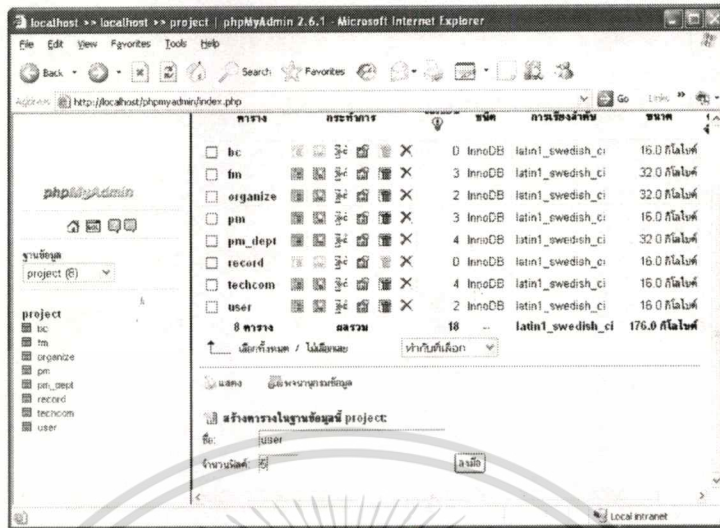 localhost >> localhost >> project | phpMyAdmin 2.6.1 - Microsoft Internet Explorer
File Edit View Favorites Tools Help
Back Search Favorites
Address http://localhost/phpmyadmin/index.php Go Links
ตาราง กระทำการ ชนิด การเรียงลำดับ ขนาด
phpMyAdmin
ฐานข้อมูล
project (8)
project
bc
fm
organize
pm
pm_dept
record
techcom
user
bc 0 InnoDB latin1_swedish_ci 16.0 กิโลไบต์
fm 3 InnoDB latin1_swedish_ci 32.0 กิโลไบต์
organize 2 InnoDB latin1_swedish_ci 32.0 กิโลไบต์
pm 3 InnoDB latin1_swedish_ci 16.0 กิโลไบต์
pm_dept 4 InnoDB latin1_swedish_ci 32.0 กิโลไบต์
record 0 InnoDB latin1_swedish_ci 16.0 กิโลไบต์
techcom 4 InnoDB latin1_swedish_ci 16.0 กิโลไบต์
user 2 InnoDB latin1_swedish_ci 16.0 กิโลไบต์
8 ตาราง ผลรวม 18 -- latin1_swedish_ci 176.0 กิโลไบต์
เลือกทั้งหมด / ไม่เลือกเลย ทำกับที่เลือก
แสดง พจนานุกรมข้อมูล
สร้างตารางในฐานข้อมูลนี้ project:
ชื่อ: user
จำนวนฟิลด์: 5 ลงมือ
Local intranet